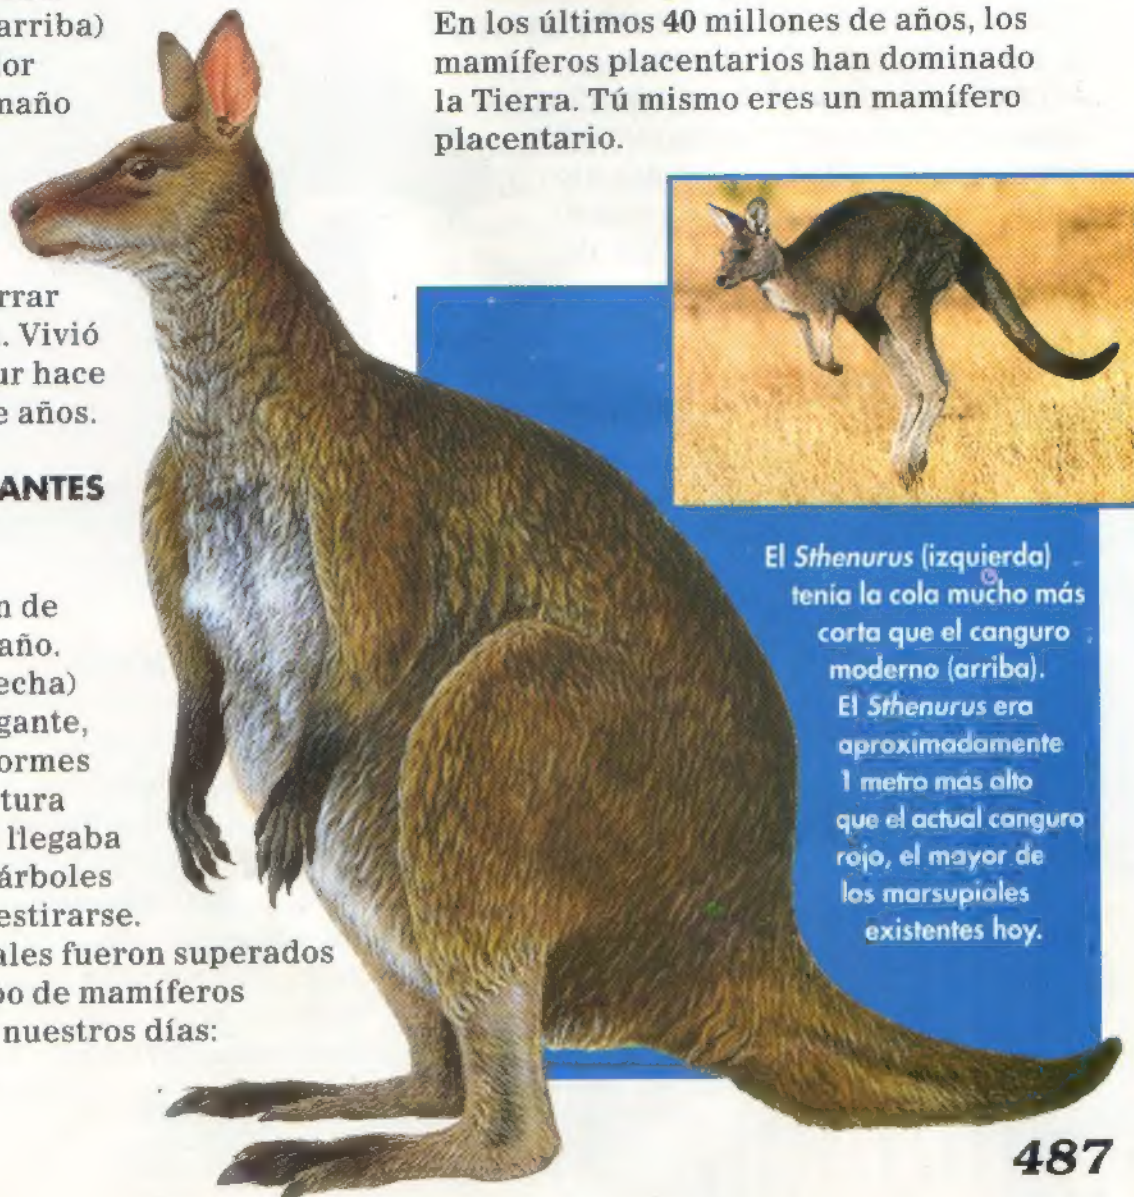 arriba)
or
maño
rrar
. Vivió
ur hace
e años.
ANTES
n de
año.
echa)
gante,
ormes
tura
llegaba
árboles
estirarse.
ales fueron superados
po de mamíferos
nuestros días:
En los últimos 40 millones de años, los
mamíferos placentarios han dominado
la Tierra. Tú mismo eres un mamífero
placentario.
El Sthenurus (izquierda)
tenía la cola mucho más
corta que el canguro
moderno (arriba).
El Sthenurus era
aproximadamente
1 metro más alto
que el actual canguro
rojo, el mayor de
los marsupiales
existentes hoy.
487